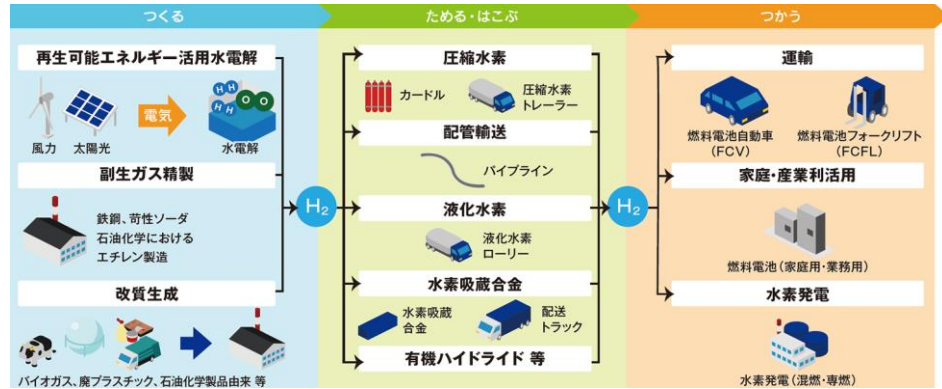 つくる
ためる・はこぶ
つかう
再生可能エネルギー活用水電解
風力
太陽光
電気
H H O O
H H
水電解
副生ガス精製
鉄鋼、苛性ソーダ
石油化学における
エチレン製造
改質生成
バイオガス、廃プラスチック、石油化学製品由来 等
H₂
圧縮水素
カードル
圧縮水素
トレーラー
配管輸送
パイプライン
液化水素
液化水素
ローリー
水素吸蔵合金
水素吸蔵
合金
配送
トラック
有機ハイドライド 等
H₂
運輸
燃料電池自動車
(FCV)
燃料電池フォークリフト
(FCFL)
家庭・産業利活用
燃料電池(家庭用・業務用)
水素発電
水素発電(混燃・専燃)